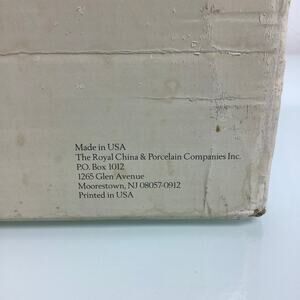 Made in USA
The Royal China & Porcelain Companies Inc.
P.O. Box 1012
1265 Glen Avenue
Moorestown, NJ 08057-0912
Printed in USA